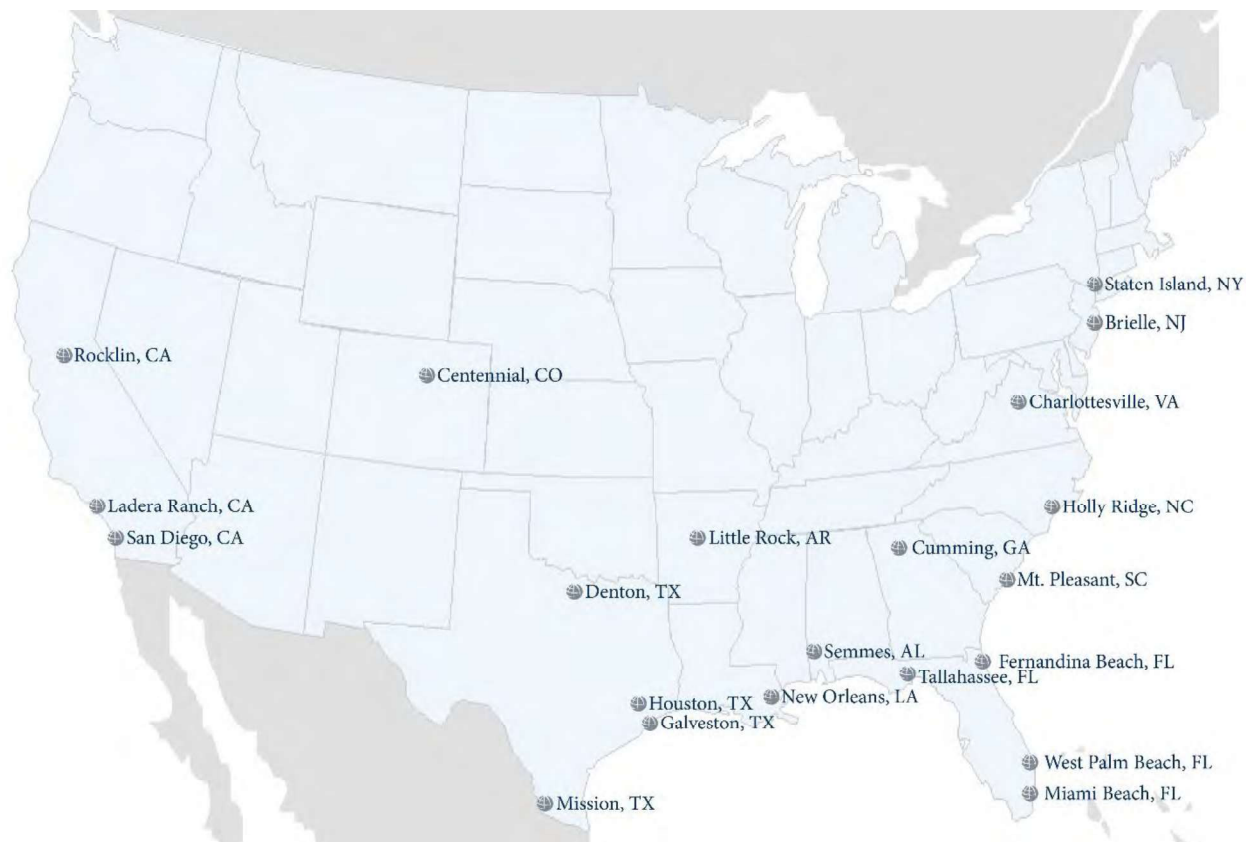 Staten Island, NY
Brielle, NJ
Rocklin, CA
Centennial, CO
Charlottesville, VA
Ladera Ranch, CA
Holly Ridge, NC
San Diego, CA
Little Rock, AR
Cumming, GA
Mt. Pleasant, SC
Denton, TX
Semmes, AL
Fernandina Beach, FL
Tallahassee, FL
New Orleans, LA
Houston, TX
Galveston, TX
West Palm Beach, FL
Miami Beach, FL
Mission, TX